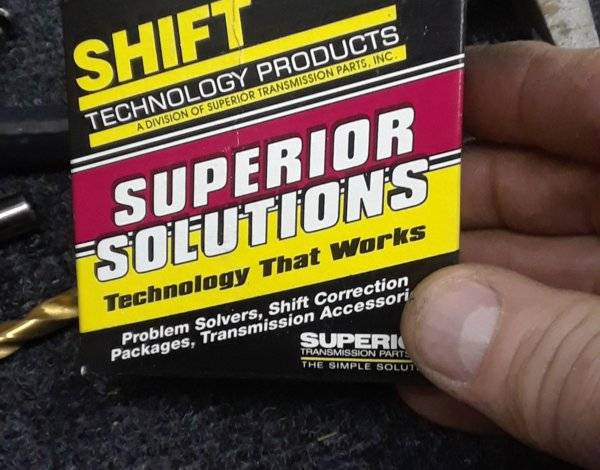 SHIFT
TECHNOLOGY PRODUCTS
A DIVISION OF SUPERIOR TRANSMISSION PARTS, INC.
SUPERIOR
SOLUTIONS
Technology That Works
Problem Solvers, Shift Correction
Packages, Transmission Accessori
SUPERI
TRANSMISSION PARTS
THE SIMPLE SOLUT